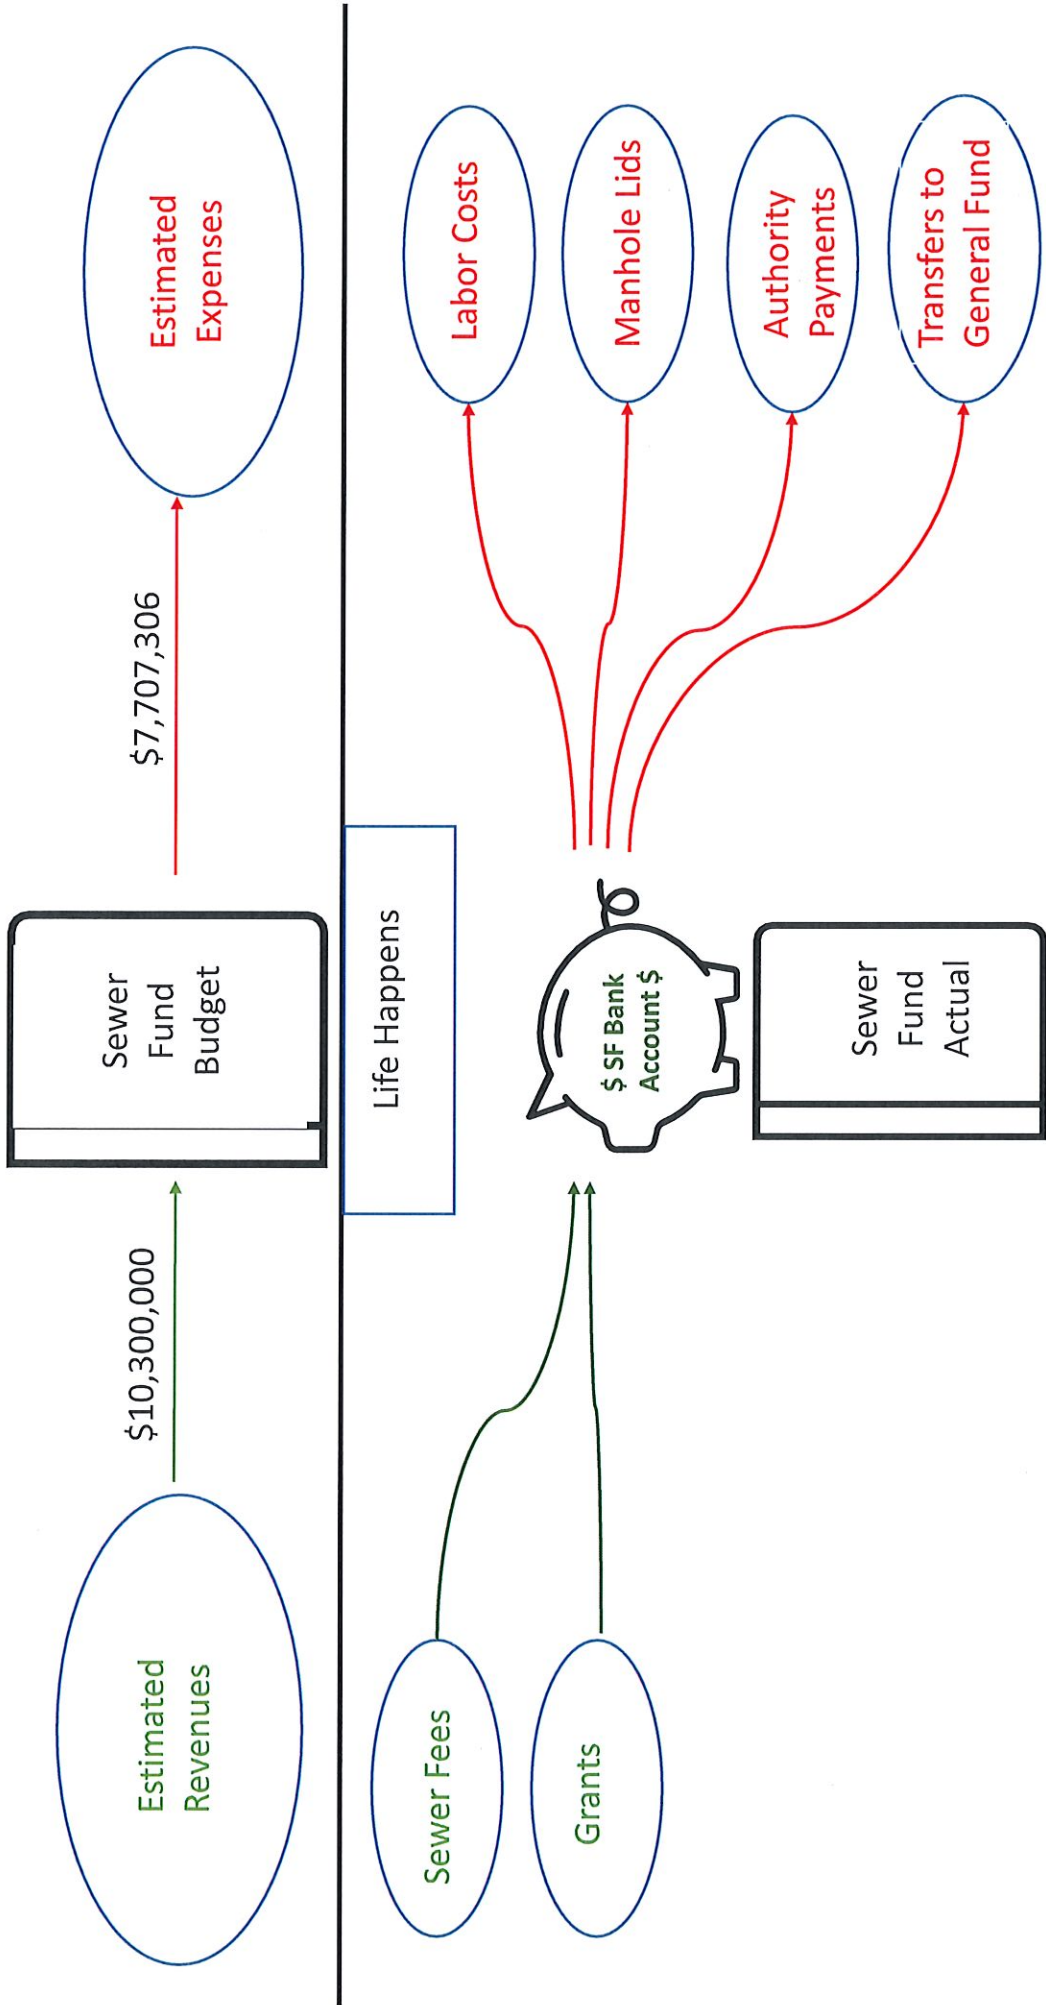 Estimated
Revenues
$10,300,000
Sewer
Fund
Budget
$7,707,306
Estimated
Expenses
Life Happens
Sewer Fees
Grants
$ SF Bank
Account $
Sewer
Fund
Actual
Labor Costs
Manhole Lids
Authority
Payments
Transfers to
General Fund